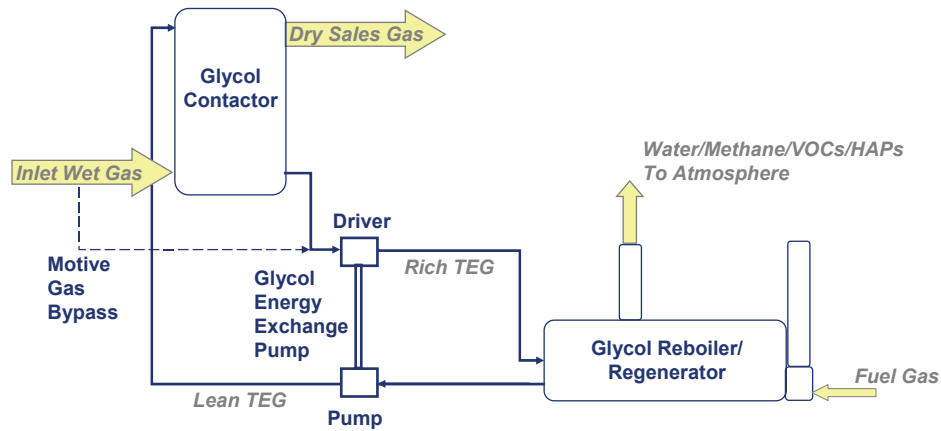 Dry Sales Gas
Glycol
Contactor
Inlet Wet Gas
Water/Methane/VOCs/HAPs
To Atmosphere
Driver
Motive
Gas
Bypass
Glycol
Energy
Exchange
Pump
Rich TEG
Glycol Reboiler/
Regenerator
Fuel Gas
Lean TEG
Pump